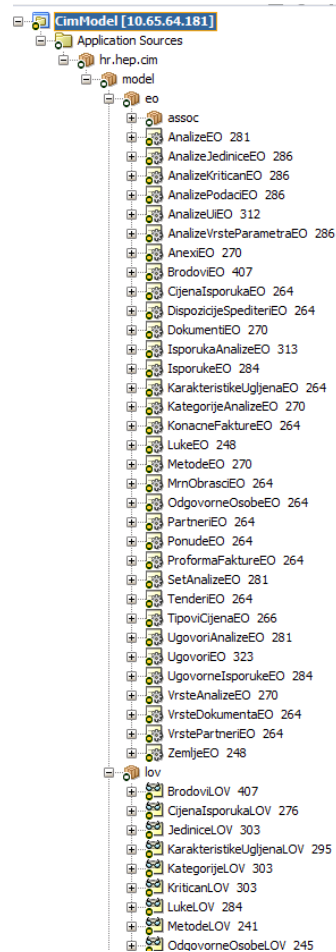 CimModel [10.65.64.181]
Application Sources
hr.hep.cim
model
eo
assoc
AnalizeEO 281
AnalizeJediniceEO 286
AnalizeKriticanEO 286
AnalizePodaciEO 286
AnalizeUiEO 312
AnalizeVrsteParametraEO 286
AnexiEO 270
BrodoviEO 407
CijenaIsporukaEO 264
DispozicijeSpediteriEO 264
DokumentiEO 270
IsporukaAnalizeEO 313
IsporukeEO 284
KarakteristikeUgljenaEO 264
KategorijeAnalizeEO 270
KonacneFaktureEO 264
LukeEO 248
MetodeEO 270
MrnObrasciEO 264
OdgovorneOsobeEO 264
PartneriEO 264
PonudeEO 264
ProformaFaktureEO 264
SetAnalizeEO 281
TenderiEO 264
TipoviCijenaEO 266
UgovoriAnalizeEO 281
UgovoriEO 323
UgovorneIsporukeEO 284
VrsteAnalizeEO 270
VrsteDokumentaEO 264
VrstePartneriEO 264
ZemljeEO 248
lov
BrodoviLOV 407
CijenaIsporukaLOV 276
JediniceLOV 303
KarakteristikeUgljenaLOV 295
KategorijeLOV 303
KriticanLOV 303
LukeLOV 284
MetodeLOV 241
OdgovorneOsobeLOV 245